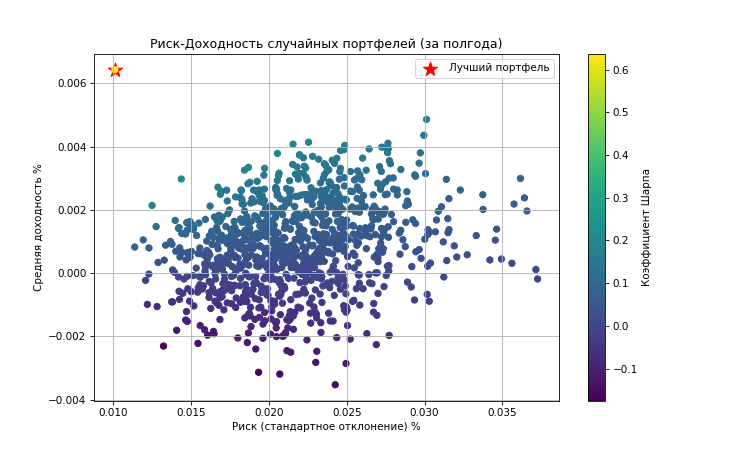 Риск-Доходность случайных портфелей (за полгода)
Лучший портфель
Средняя доходность %
0.006
0.004
0.002
0.000
−0.002
−0.004
0.010 0.015 0.020 0.025 0.030 0.035
Риск (стандартное отклонение) %
0.6
0.5
0.4
0.3
0.2
0.1
0.0
−0.1
Коэффициент Шарпа